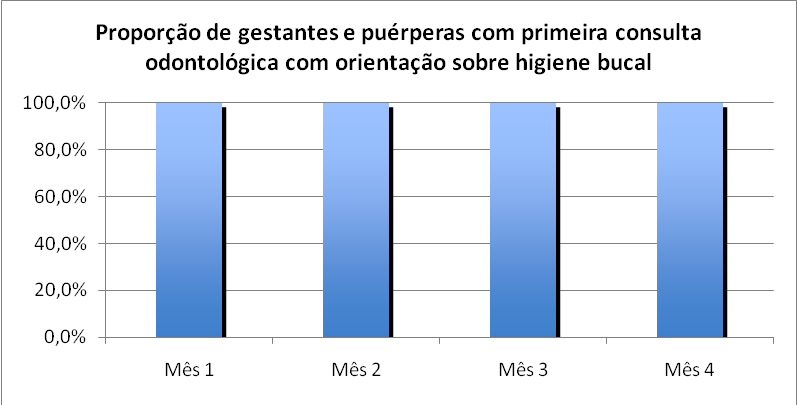 Proporção de gestantes e puérperas com primeira consulta
odontológica com orientação sobre higiene bucal
100,0%
80,0%
60,0%
40,0%
20,0%
0,0%
Mês 1 Mês 2 Mês 3 Mês 4